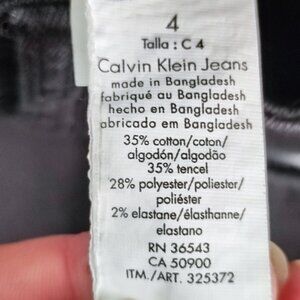 4
Talla : C 4
Calvin Klein Jeans
made in Bangladesh
fabriqué au Bangladesh
hecho en Bangladesh
abricado em Bangladesh
35% cotton/coton/
algodón/algodão
35% tencel
28% polyester/polyester/
poliéster
2% elastane/élasthanne/
elastano
RN 36543
CA 50900
ITM./ART. 325372